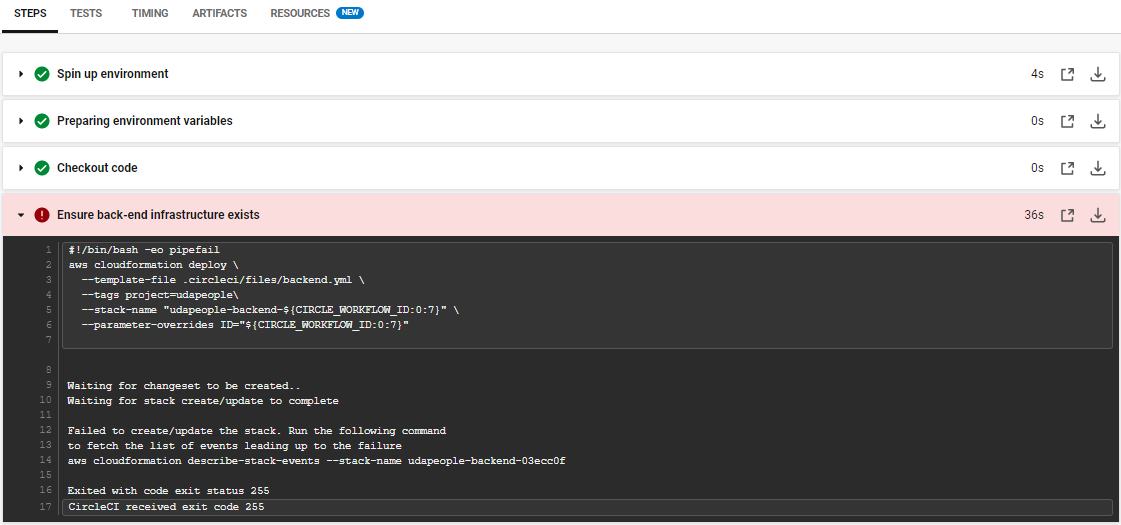 STEPS TESTS TIMING ARTIFACTS RESOURCES NEW
Spin up environment 4s
Preparing environment variables 0s
Checkout code 0s
Ensure back-end infrastructure exists 36s
1 #!/bin/bash -eo pipefail
2 aws cloudformation deploy \
3 --template-file .circleci/files/backend.yml \
4 --tags project=udapeople\
5 --stack-name "udapeople-backend-${CIRCLE_WORKFLOW_ID:0:7}" \
6 --parameter-overrides ID="${CIRCLE_WORKFLOW_ID:0:7}"
7
8
9 Waiting for changeset to be created..
10 Waiting for stack create/update to complete
11
12 Failed to create/update the stack. Run the following command
13 to fetch the list of events leading up to the failure
14 aws cloudformation describe-stack-events --stack-name udapeople-backend-03ecc0f
15
16 Exited with code exit status 255
17 CircleCI received exit code 255